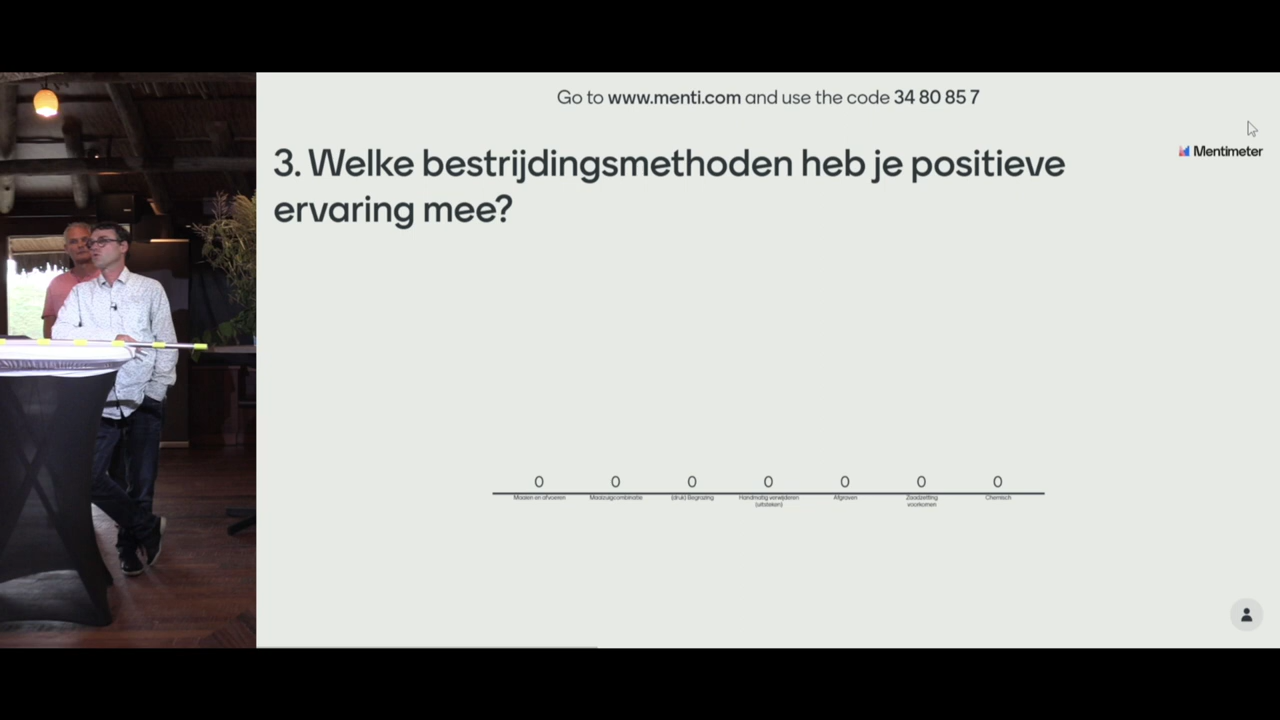 Go to www.menti.com and use the code 34 80 85 7
Mentimeter
3. Welke bestrijdingsmethoden heb je positieve
ervaring mee?
0 0 0 0 0 0 0
Maaien en afvoeren Maaizuigcombinatie (druk) Begrazing Handmatig verwijderen Afgraven Zaadzetting Chemisch
(uitsteken) voorkomen